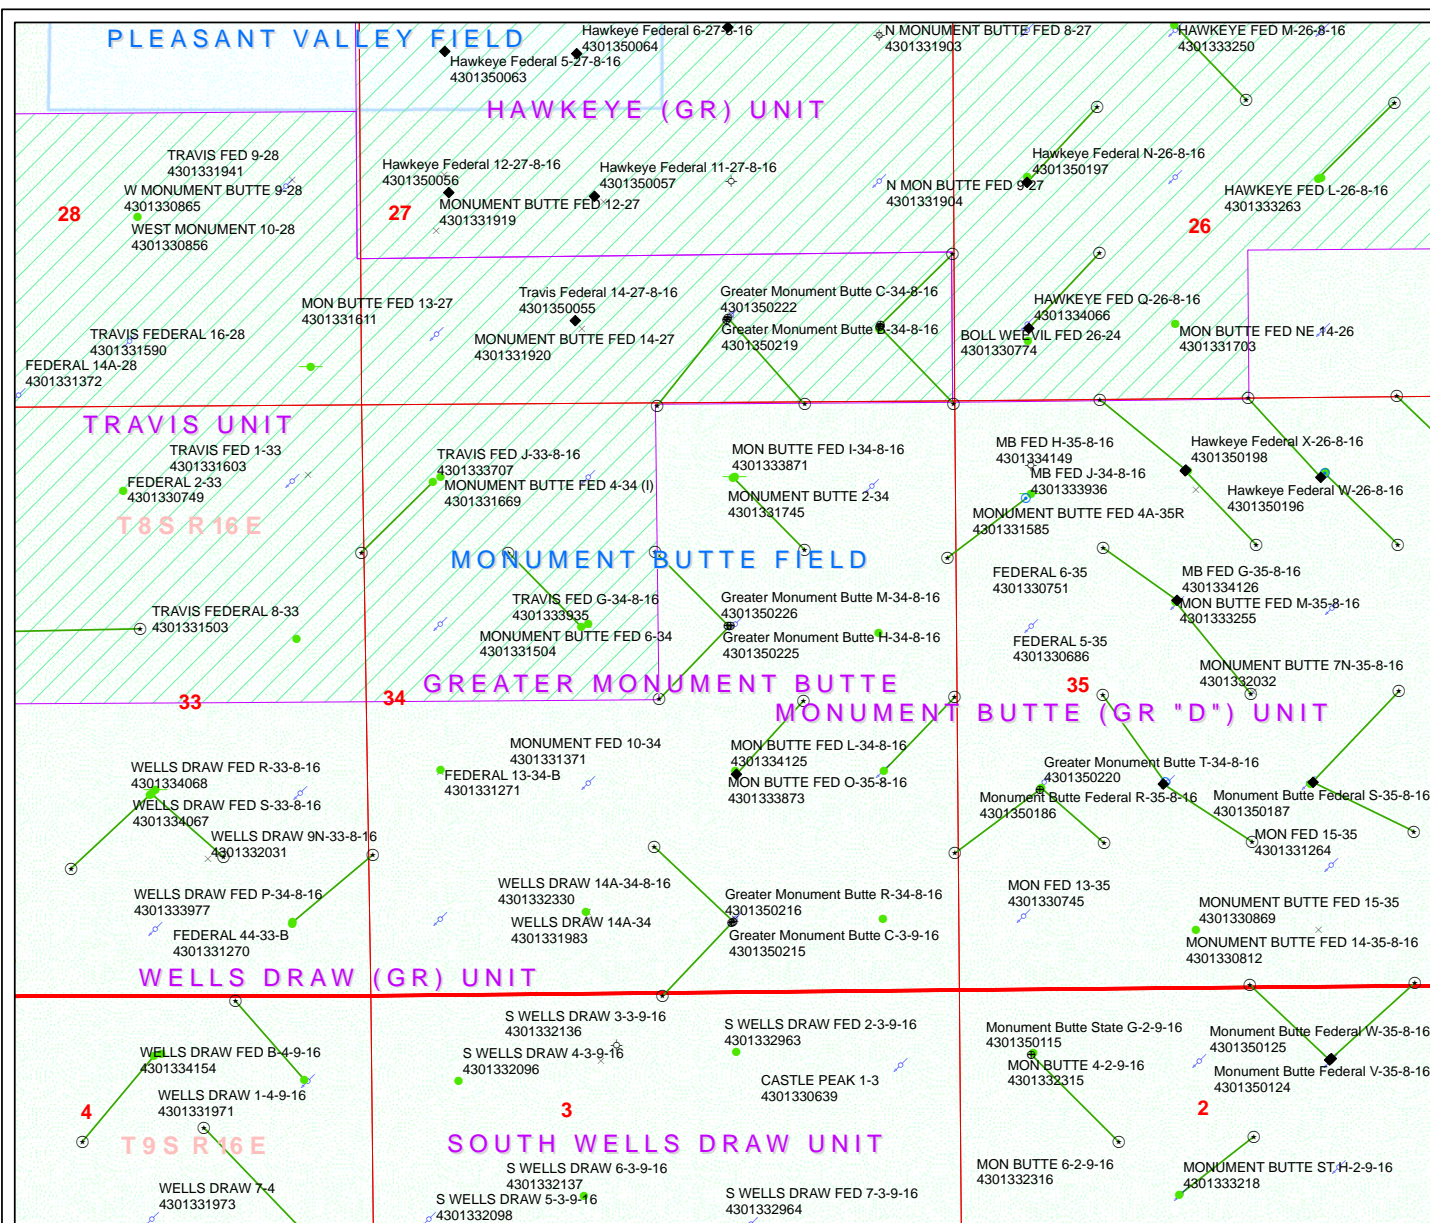 PLEASANT VALLEY FIELD
Hawkeye Federal 6-27-8-16
4301350064
Hawkeye Federal 5-27-8-16
4301350063
N MONUMENT BUTTE FED 8-27
4301331903
HAWKEYE FED M-26-8-16
4301333250
HAWKEYE (GR) UNIT
TRAVIS FED 9-28
4301331941
W MONUMENT BUTTE 9-28
4301330865
WEST MONUMENT 10-28
4301330856
28
Hawkeye Federal 12-27-8-16
4301350056
MONUMENT BUTTE FED 12-27
4301331919
27
Hawkeye Federal 11-27-8-16
4301350057
N MON BUTTE FED 9-27
4301331904
Hawkeye Federal N-26-8-16
4301350197
HAWKEYE FED L-26-8-16
4301333263
26
MON BUTTE FED 13-27
4301331611
Travis Federal 14-27-8-16
4301350055
MONUMENT BUTTE FED 14-27
4301331920
Greater Monument Butte C-34-8-16
4301350222
Greater Monument Butte B-34-8-16
4301350219
HAWKEYE FED Q-26-8-16
4301334066
BOLL WEEVIL FED 26-24
4301330774
MON BUTTE FED NE 14-26
4301331703
TRAVIS FEDERAL 16-28
4301331590
FEDERAL 14A-28
4301331372
TRAVIS UNIT
TRAVIS FED 1-33
4301331603
FEDERAL 2-33
4301330749
T8S R16E
TRAVIS FED J-33-8-16
4301333707
MONUMENT BUTTE FED 4-34 (I)
4301331669
MON BUTTE FED I-34-8-16
4301333871
MONUMENT BUTTE 2-34
4301331745
MB FED H-35-8-16
4301334149
MB FED J-34-8-16
4301333936
MONUMENT BUTTE FED 4A-35R
4301331585
Hawkeye Federal X-26-8-16
4301350198
Hawkeye Federal W-26-8-16
4301350196
MONUMENT BUTTE FIELD
FEDERAL 6-35
4301330751
MB FED G-35-8-16
4301334126
MON BUTTE FED M-35-8-16
4301333255
TRAVIS FEDERAL 8-33
4301331503
TRAVIS FED G-34-8-16
4301333935
MONUMENT BUTTE FED 6-34
4301331504
Greater Monument Butte M-34-8-16
4301350226
Greater Monument Butte H-34-8-16
4301350225
FEDERAL 5-35
4301330686
MONUMENT BUTTE 7N-35-8-16
4301332032
33
34
35
GREATER MONUMENT BUTTE
MONUMENT BUTTE (GR "D") UNIT
WELLS DRAW FED R-33-8-16
4301334068
WELLS DRAW FED S-33-8-16
4301334067
WELLS DRAW 9N-33-8-16
4301332031
MONUMENT FED 10-34
4301331371
FEDERAL 13-34-B
4301331271
MON BUTTE FED L-34-8-16
4301334125
MON BUTTE FED O-35-8-16
4301333873
Greater Monument Butte T-34-8-16
4301350220
Monument Butte Federal R-35-8-16
4301350186
Monument Butte Federal S-35-8-16
4301350187
MON FED 15-35
4301331264
WELLS DRAW FED P-34-8-16
4301333977
FEDERAL 44-33-B
4301331270
WELLS DRAW 14A-34-8-16
4301332330
WELLS DRAW 14A-34
4301331983
Greater Monument Butte R-34-8-16
4301350216
Greater Monument Butte C-3-9-16
4301350215
MON FED 13-35
4301330745
MONUMENT BUTTE FED 15-35
4301330869
MONUMENT BUTTE FED 14-35-8-16
4301330812
WELLS DRAW (GR) UNIT
S WELLS DRAW 3-3-9-16
4301332136
S WELLS DRAW 4-3-9-16
4301332096
S WELLS DRAW FED 2-3-9-16
4301332963
CASTLE PEAK 1-3
4301330639
Monument Butte State G-2-9-16
4301350115
MON BUTTE 4-2-9-16
4301332315
Monument Butte Federal W-35-8-16
4301350125
Monument Butte Federal V-35-8-16
4301350124
WELLS DRAW FED B-4-9-16
4301334154
WELLS DRAW 1-4-9-16
4301331971
4
3
2
T9S R16E
SOUTH WELLS DRAW UNIT
WELLS DRAW 7-4
4301331973
S WELLS DRAW 6-3-9-16
4301332137
S WELLS DRAW 5-3-9-16
4301332098
S WELLS DRAW FED 7-3-9-16
4301332964
MON BUTTE 6-2-9-16
4301332316
MONUMENT BUTTE ST H-2-9-16
4301333218